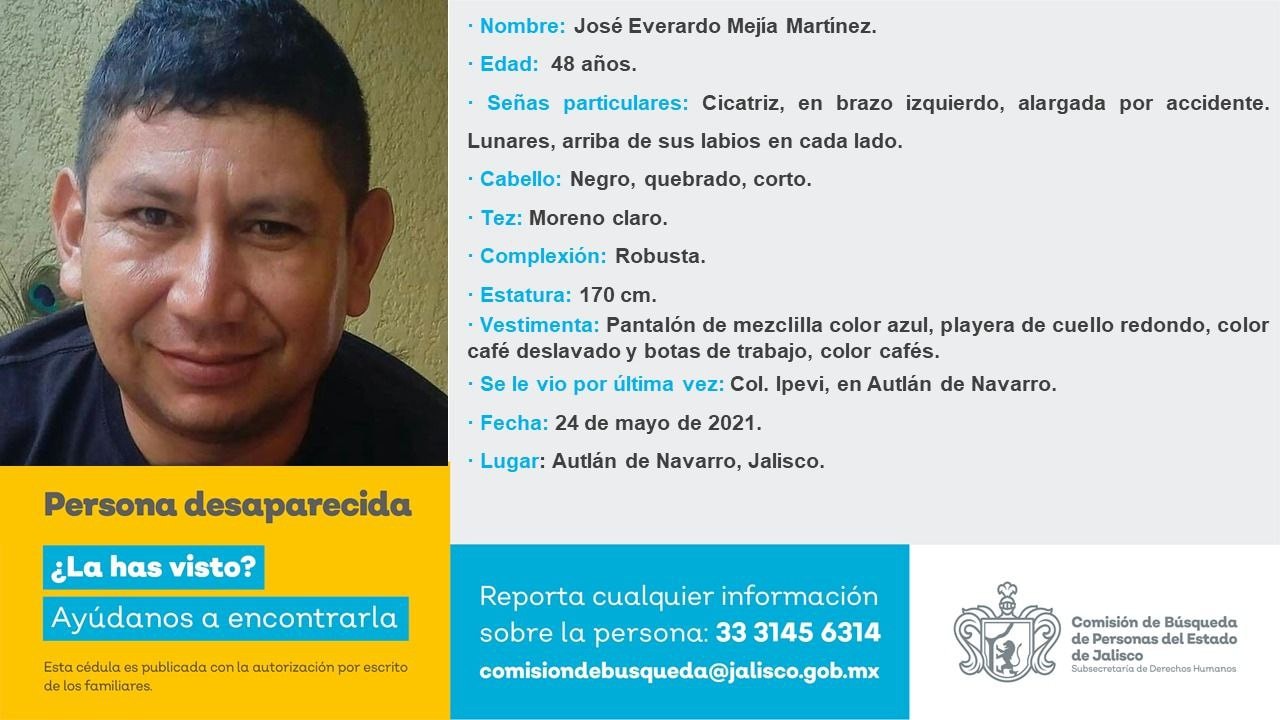 · Nombre: José Everardo Mejía Martínez.
· Edad: 48 años.
· Señas particulares: Cicatriz, en brazo izquierdo, alargada por accidente.
Lunares, arriba de sus labios en cada lado.
· Cabello: Negro, quebrado, corto.
· Tez: Moreno claro.
· Complexión: Robusta.
· Estatura: 170 cm.
· Vestimenta: Pantalón de mezclilla color azul, playera de cuello redondo, color
café deslavado y botas de trabajo, color cafés.
· Se le vio por última vez: Col. Ipevi, en Autlán de Navarro.
· Fecha: 24 de mayo de 2021.
· Lugar: Autlán de Navarro, Jalisco.
Persona desaparecida
¿La has visto?
Ayúdanos a encontrarla
Esta cédula es publicada con la autorización por escrito
de los familiares.
Reporta cualquier información
sobre la persona: 33 3145 6314
comisiondebusqueda@jalisco.gob.mx
Comisión de Búsqueda
de Personas del Estado
de Jalisco
Subsecretaría de Derechos Humanos